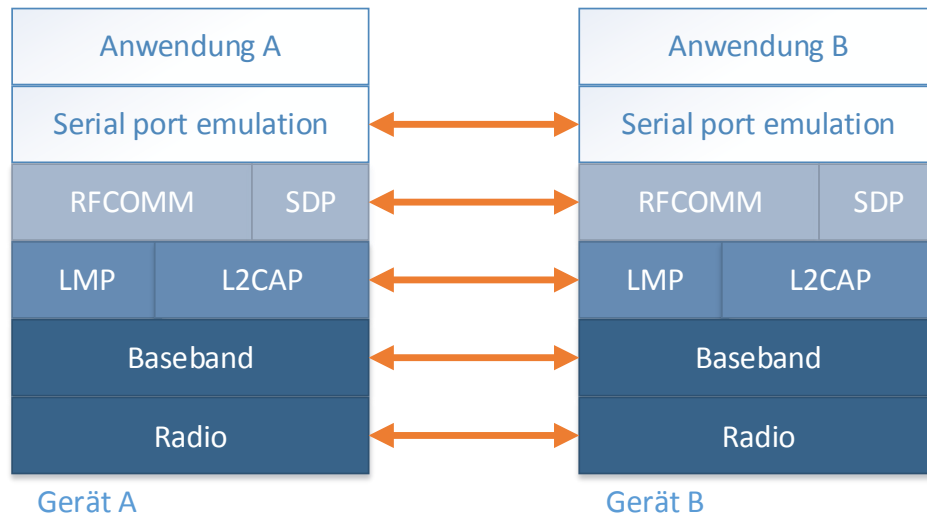 Anwendung A
Anwendung B
Serial port emulation
Serial port emulation
RFCOMM
SDP
RFCOMM
SDP
LMP
L2CAP
LMP
L2CAP
Baseband
Baseband
Radio
Radio
Gerät A
Gerät B